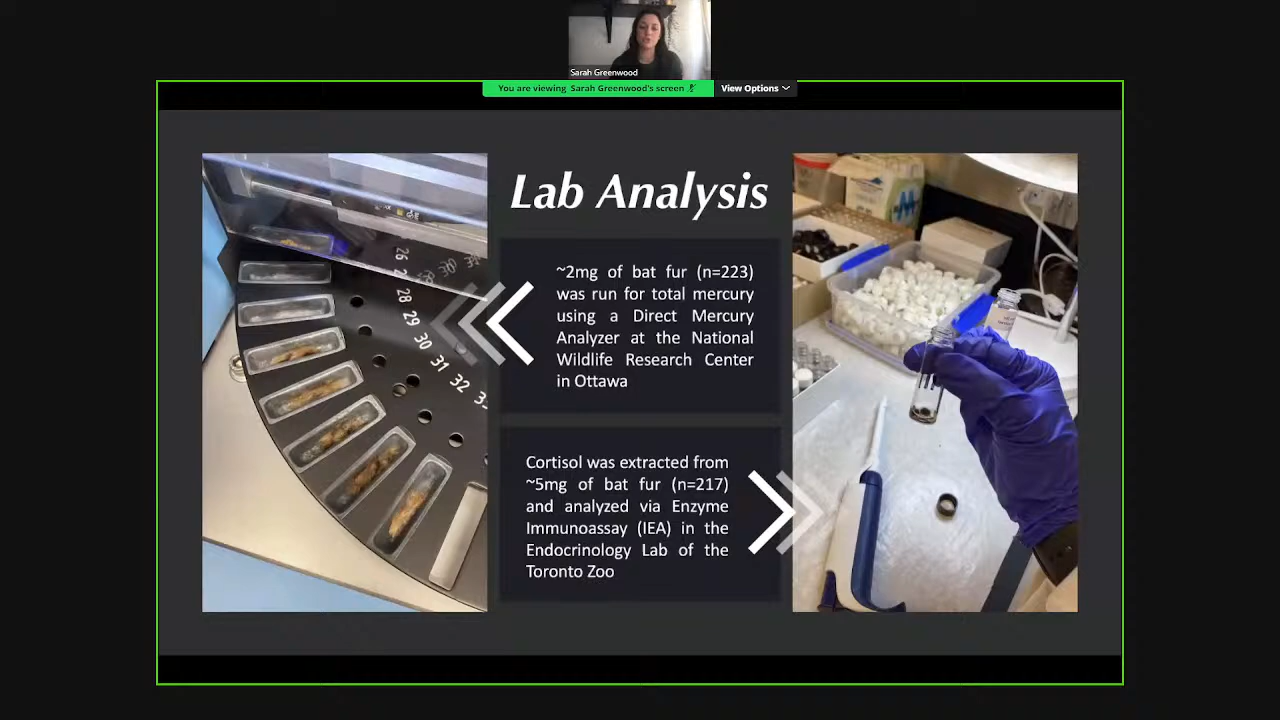 Sarah Greenwood
You are viewing Sarah Greenwood's screen
View Options
Lab Analysis
~2mg of bat fur (n=223)
was run for total mercury
using a Direct Mercury
Analyzer at the National
Wildlife Research Center
in Ottawa
Cortisol was extracted from
~5mg of bat fur (n=217)
and analyzed via Enzyme
Immunoassay (IEA) in the
Endocrinology Lab of the
Toronto Zoo
26
28
29
30
31
32